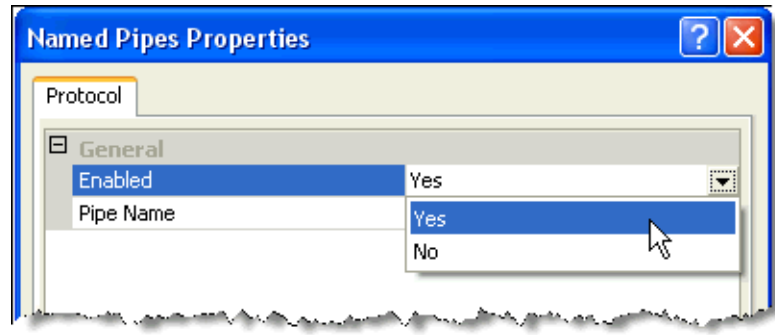 Named Pipes Properties
Protocol
General
Enabled Yes
Pipe Name
Yes
No